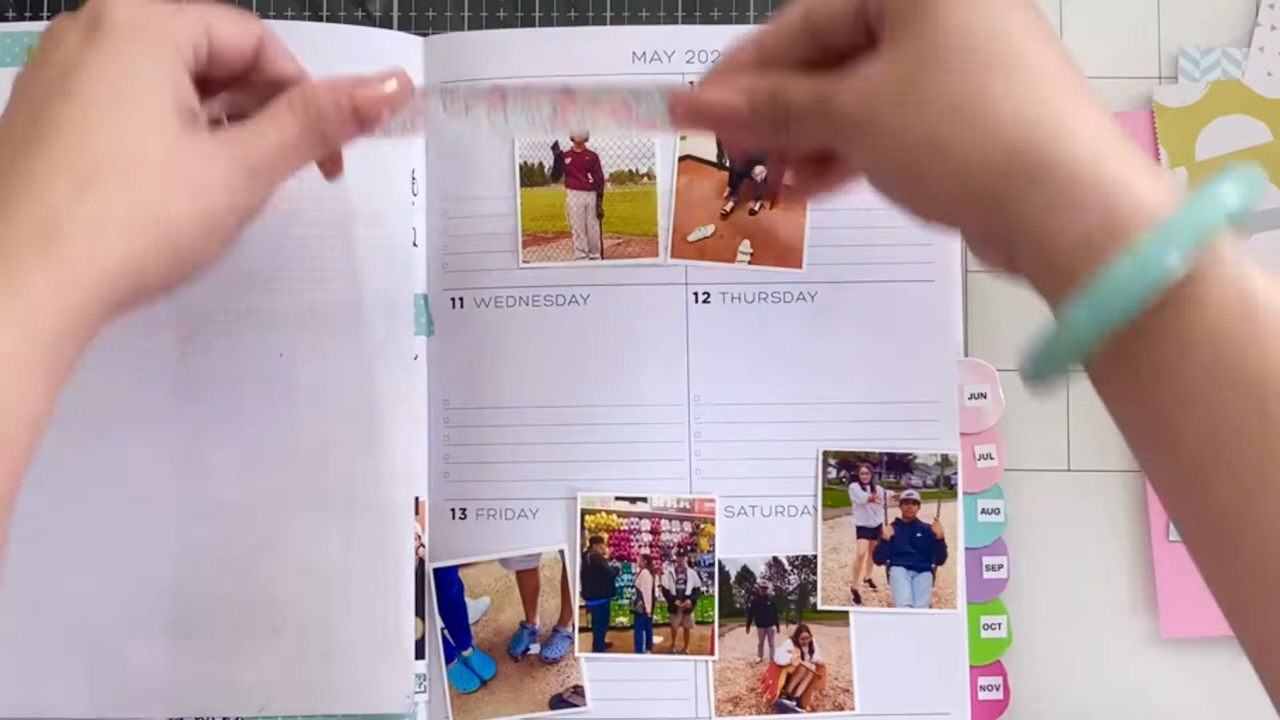 MAY 202
11 WEDNESDAY
12 THURSDAY
13 FRIDAY
SATURDAY
JUN
JUL
AUG
SEP
OCT
NOV